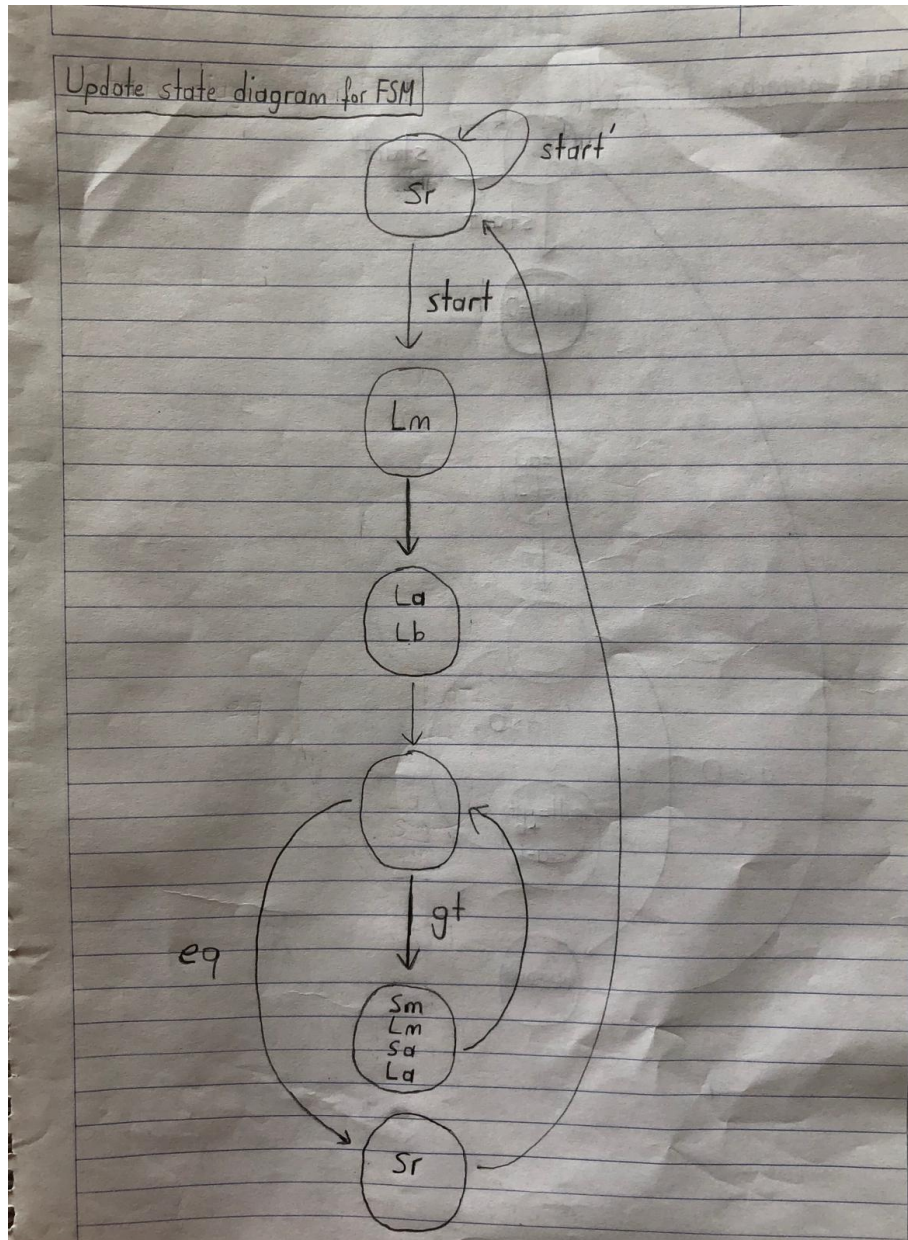 Update state diagram for FSM
start'
Sr
start
Lm
La
Lb
gt
eq
Sm
Lm
Sa
La
Sr